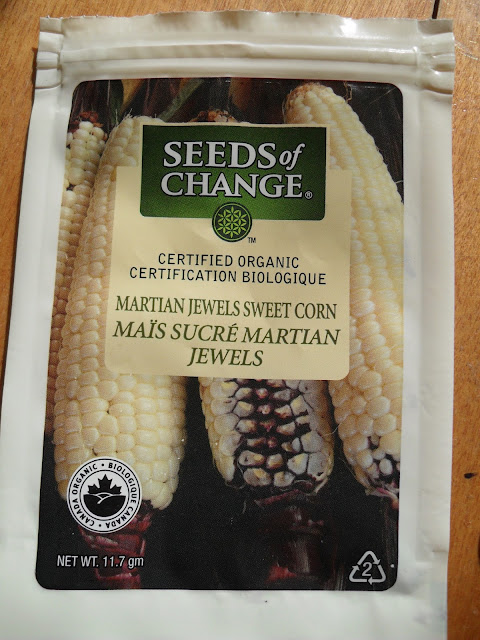 SEEDS of
CHANGE®
™
CERTIFIED ORGANIC
CERTIFICATION BIOLOGIQUE
MARTIAN JEWELS SWEET CORN
MAÏS SUCRÉ MARTIAN
JEWELS
CANADA ORGANIC • BIOLOGIQUE CANADA •
NET WT. 11.7 gm
2